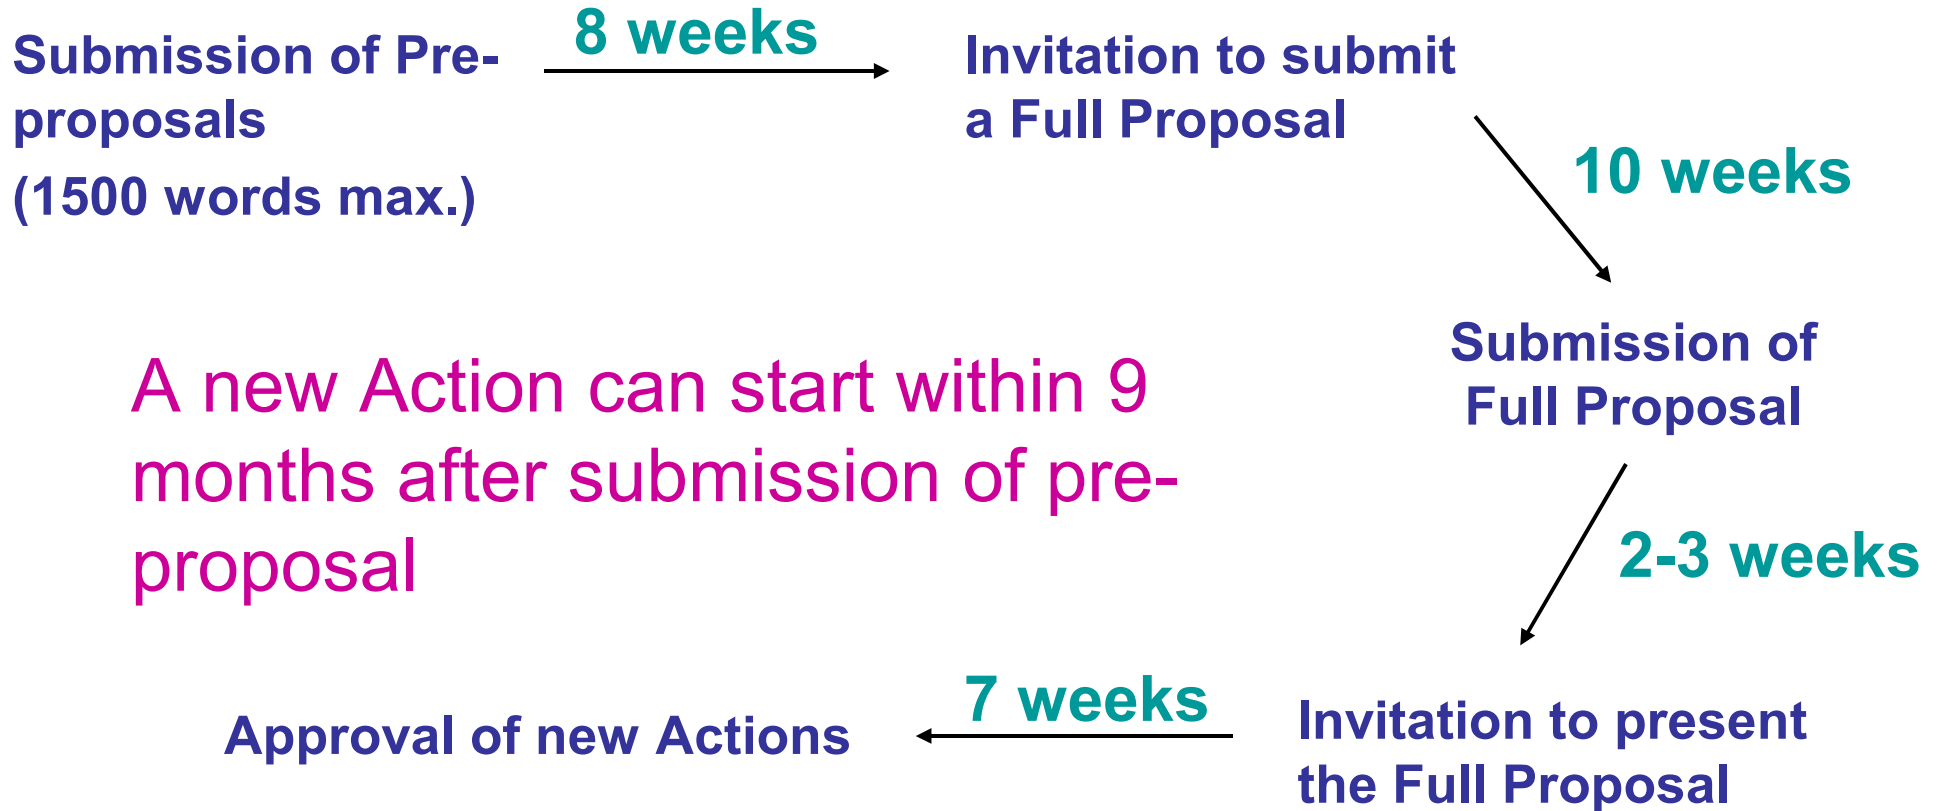 Submission of Pre-
proposals
(1500 words max.)
8 weeks
Invitation to submit
a Full Proposal
10 weeks
Submission of
Full Proposal
A new Action can start within 9
months after submission of pre-
proposal
2-3 weeks
Invitation to present
the Full Proposal
7 weeks
Approval of new Actions